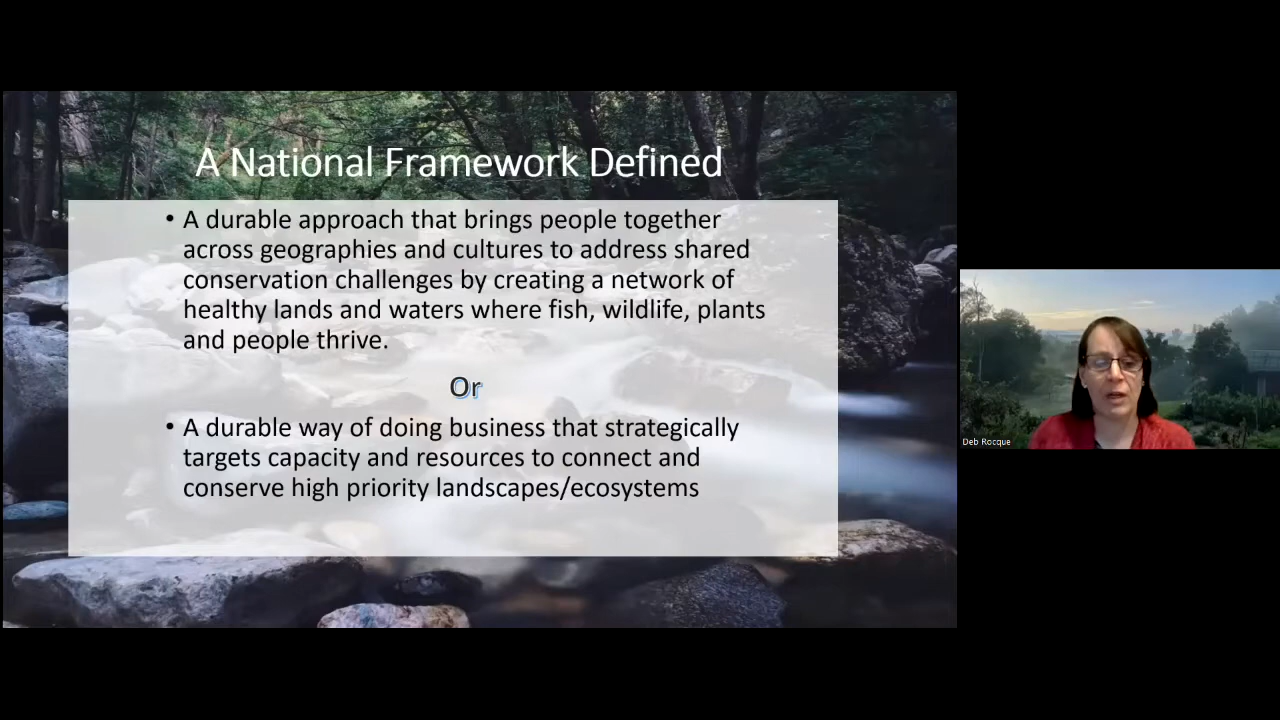 A National Framework Defined
• A durable approach that brings people together
across geographies and cultures to address shared
conservation challenges by creating a network of
healthy lands and waters where fish, wildlife, plants
and people thrive.
Or
• A durable way of doing business that strategically
targets capacity and resources to connect and
conserve high priority landscapes/ecosystems
Deb Rocque